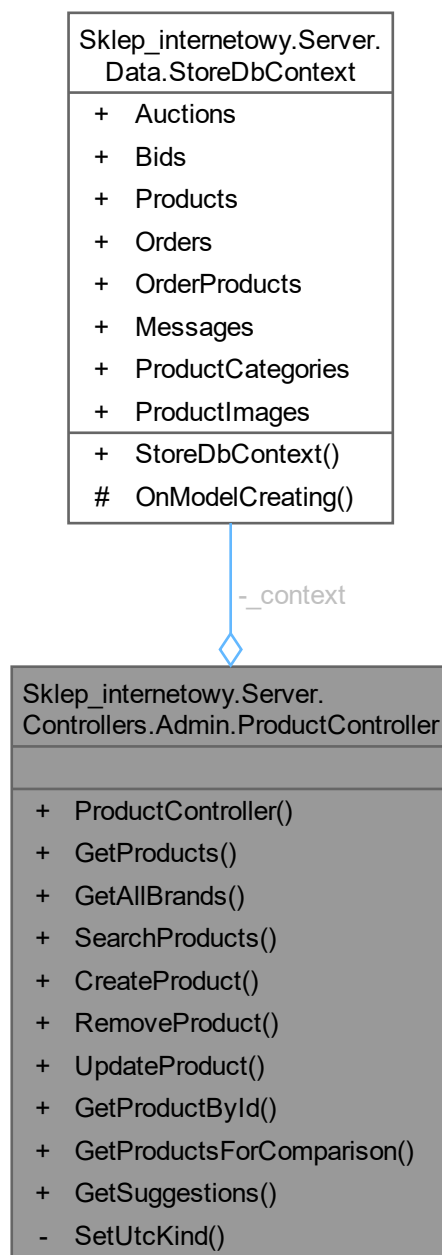 Sklep_internetowy.Server.
Data.StoreDbContext
+ Auctions
+ Bids
+ Products
+ Orders
+ OrderProducts
+ Messages
+ ProductCategories
+ ProductImages
+ StoreDbContext()
# OnModelCreating()
-_context
Sklep_internetowy.Server.
Controllers.Admin.ProductController
+ ProductController()
+ GetProducts()
+ GetAllBrands()
+ SearchProducts()
+ CreateProduct()
+ RemoveProduct()
+ UpdateProduct()
+ GetProductById()
+ GetProductsForComparison()
+ GetSuggestions()
- SetUtcKind()